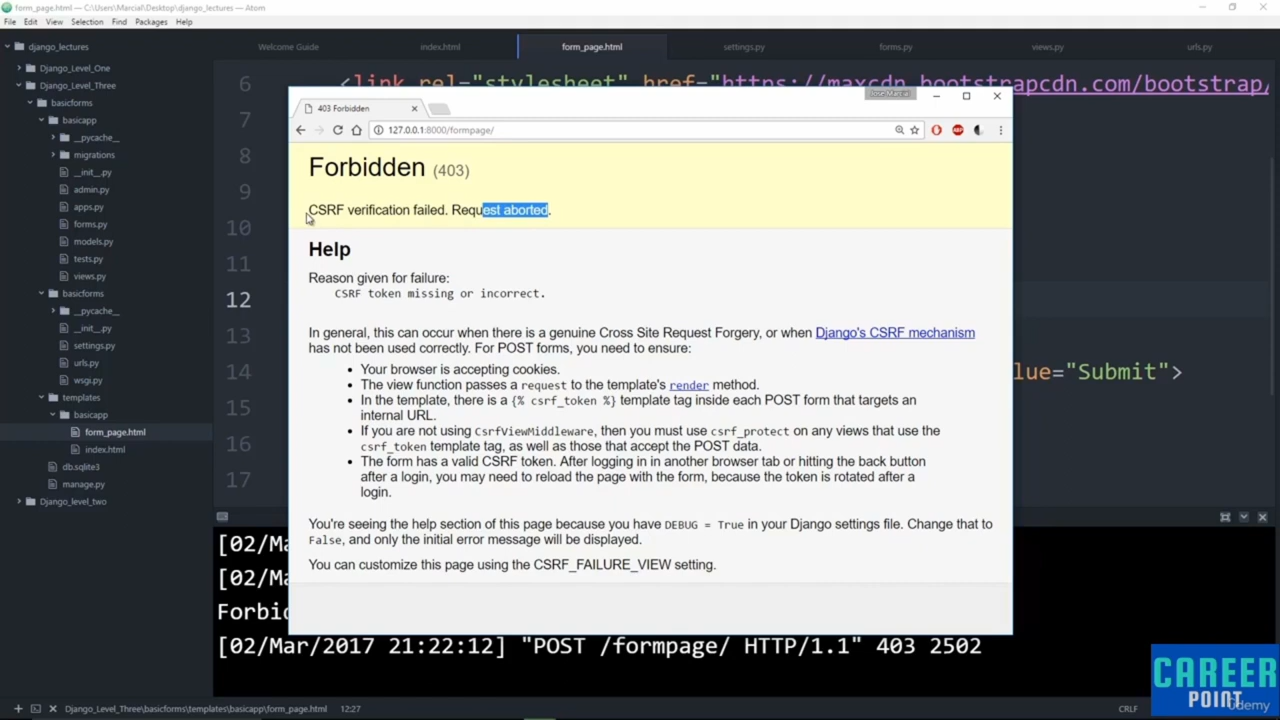 form_page.html — C:\Users\Marcial\Desktop\django_lectures — Atom
File Edit View Selection Find Packages Help
django_lectures
Welcome Guide index.html form_page.html settings.py forms.py views.py urls.py
Django_Level_One
Django_Level_Three
basicforms
basicapp
__pycache__
migrations
__init__.py
admin.py
apps.py
forms.py
models.py
tests.py
views.py
basicforms
__pycache__
__init__.py
settings.py
urls.py
wsgi.py
templates
basicapp
form_page.html
index.html
db.sqlite3
manage.py
Django_level_two
6 <link rel="stylesheet" href="https://maxcdn.bootstrapcdn.com/bootstrap/
7
8
9
10
11
12
13
14 lue="Submit">
15
16
17
Jose Marcial
403 Forbidden
127.0.0.1:8000/formpage/
ABP
Forbidden (403)
CSRF verification failed. Request aborted.
Help
Reason given for failure:
CSRF token missing or incorrect.
In general, this can occur when there is a genuine Cross Site Request Forgery, or when Django's CSRF mechanism
has not been used correctly. For POST forms, you need to ensure:
• Your browser is accepting cookies.
• The view function passes a request to the template's render method.
• In the template, there is a {% csrf_token %} template tag inside each POST form that targets an
internal URL.
• If you are not using CsrfViewMiddleware, then you must use csrf_protect on any views that use the
csrf_token template tag, as well as those that accept the POST data.
• The form has a valid CSRF token. After logging in in another browser tab or hitting the back button
after a login, you may need to reload the page with the form, because the token is rotated after a
login.
You're seeing the help section of this page because you have DEBUG = True in your Django settings file. Change that to
False, and only the initial error message will be displayed.
You can customize this page using the CSRF_FAILURE_VIEW setting.
[02/Ma
[02/Ma
Forbid
[02/Mar/2017 21:22:12] "POST /formpage/ HTTP/1.1" 403 2502
Django_Level_Three\basicforms\templates\basicapp\form_page.html 12:27
CRLF
CAREER
POINT
Udemy